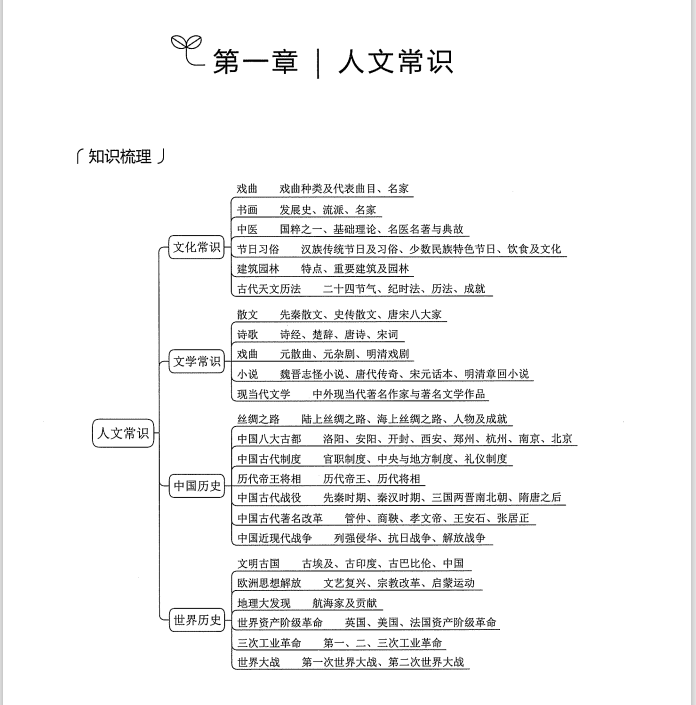 第一章 | 人文常识
知识梳理
人文常识
文化常识
戏曲 戏曲种类及代表曲目、名家
书画 发展史、流派、名家
中医 国粹之一、基础理论、名医名著与典故
节日习俗 汉族传统节日及习俗、少数民族特色节日、饮食及文化
建筑园林 特点、重要建筑及园林
古代天文历法 二十四节气、纪时法、历法、成就
文学常识
散文 先秦散文、史传散文、唐宋八大家
诗歌 诗经、楚辞、唐诗、宋词
戏曲 元散曲、元杂剧、明清戏剧
小说 魏晋志怪小说、唐代传奇、宋元话本、明清章回小说
现当代文学 中外现当代著名作家与著名文学作品
中国历史
丝绸之路 陆上丝绸之路、海上丝绸之路、人物及成就
中国八大古都 洛阳、安阳、开封、西安、郑州、杭州、南京、北京
中国古代制度 官职制度、中央与地方制度、礼仪制度
历代帝王将相 历代帝王、历代将相
中国古代战役 先秦时期、秦汉时期、三国两晋南北朝、隋唐之后
中国古代著名改革 管仲、商鞅、孝文帝、王安石、张居正
中国近现代战争 列强侵华、抗日战争、解放战争
世界历史
文明古国 古埃及、古印度、古巴比伦、中国
欧洲思想解放 文艺复兴、宗教改革、启蒙运动
地理大发现 航海家及贡献
世界资产阶级革命 英国、美国、法国资产阶级革命
三次工业革命 第一、二、三次工业革命
世界大战 第一次世界大战、第二次世界大战